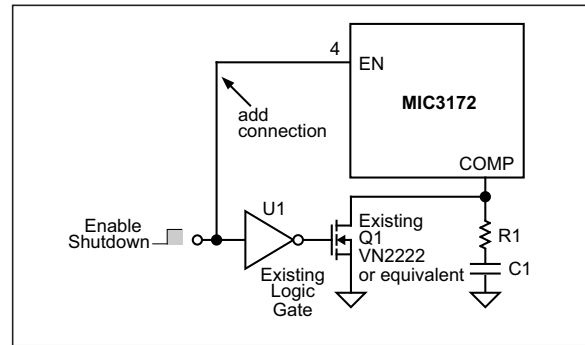 4
EN
MIC3172
add
connection
COMP
U1
Enable
Shutdown
Existing
Q1
VN2222
or equivalent
R1
C1
Existing
Logic
Gate